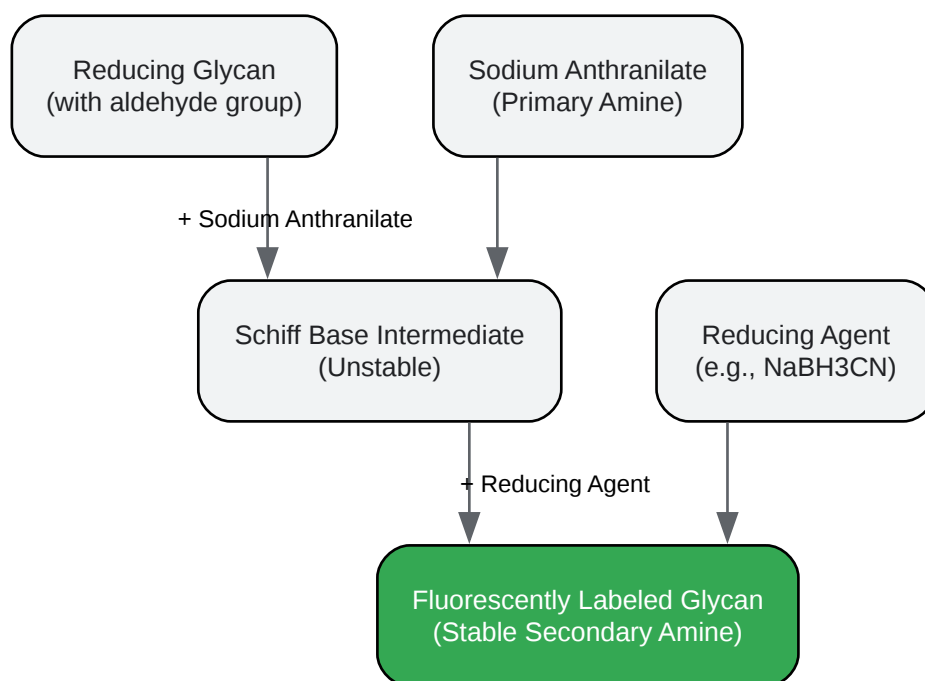 Reducing Glycan
(with aldehyde group)
Sodium Anthranilate
(Primary Amine)
+ Sodium Anthranilate
Schiff Base Intermediate
(Unstable)
Reducing Agent
(e.g., NaBH3CN)
+ Reducing Agent
Fluorescently Labeled Glycan
(Stable Secondary Amine)